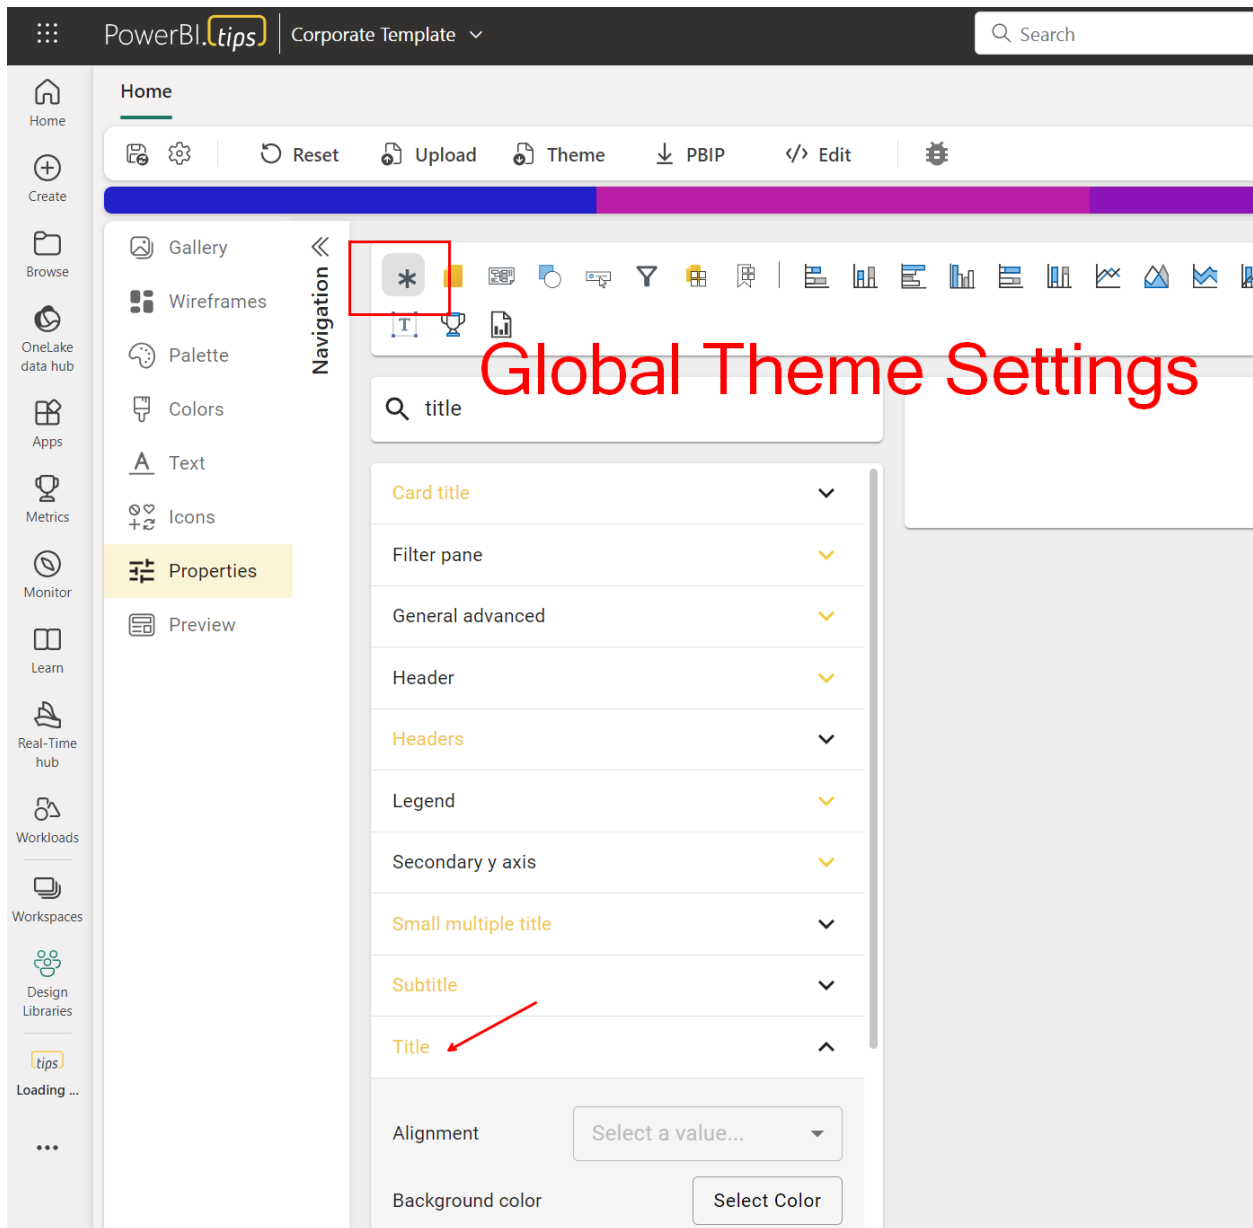 PowerBI.tips Corporate Template
Search
Home
Home
Create
Browse
OneLake
data hub
Apps
Metrics
Monitor
Learn
Real-Time
hub
Workloads
Workspaces
Design
Libraries
tips
Loading ...
Reset Upload Theme PBIP </> Edit
Gallery
Wireframes
Palette
Colors
Text
Icons
Properties
Preview
Navigation
Global Theme Settings
title
Card title
Filter pane
General advanced
Header
Headers
Legend
Secondary y axis
Small multiple title
Subtitle
Title
Alignment Select a value...
Background color Select Color